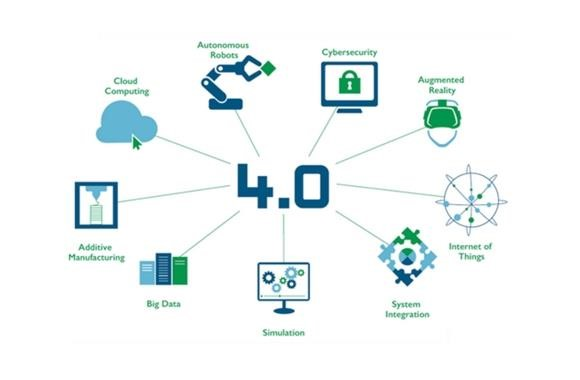 Autonomous
Robots
Cybersecurity
Cloud
Computing
Augmented
Reality
4.0
Additive
Manufacturing
Internet of
Things
Big Data
System
Integration
Simulation